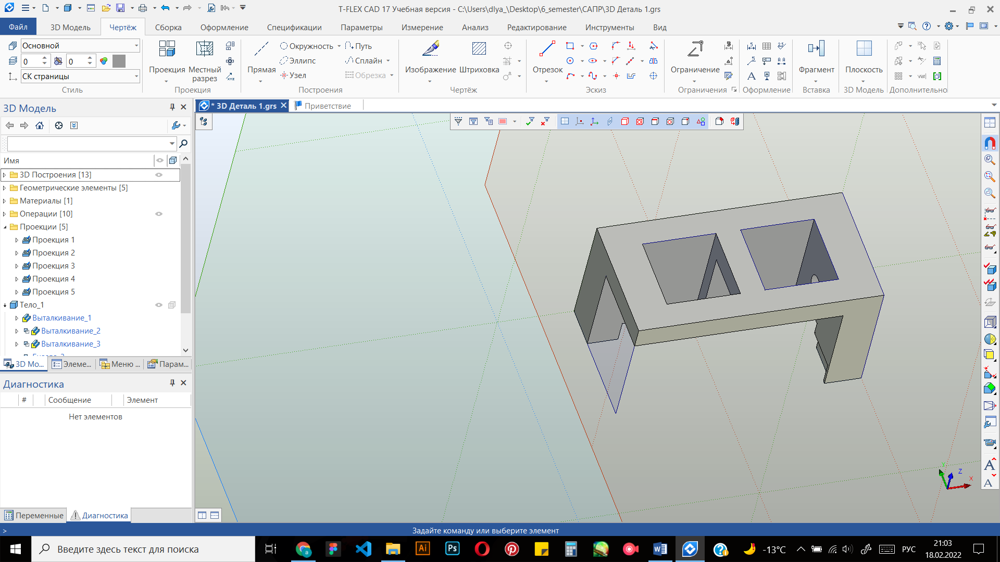 T-FLEX CAD 17 Учебная версия - C:\Users\dlya_\Desktop\6_semester\САПР\3D Деталь 1.grs
Файл
3D Модель
Чертёж
Сборка
Оформление
Спецификации
Параметры
Измерение
Анализ
Редактирование
Инструменты
Вид
Основной
0
0
СК страницы
Стиль
Проекция
Местный разрез
Проекция
Прямая
Окружность
Эллипс
Узел
Путь
Сплайн
Обрезка
Построения
Изображение
Штриховка
Чертёж
Отрезок
Эскиз
Ограничение
Ограничения
Оформление
Фрагмент
Вставка
Плоскость
3D Модель
Дополнительно
3D Модель
* 3D Деталь 1.grs
Приветствие
Имя
3D Построения [13]
Геометрические элементы [5]
Материалы [1]
Операции [10]
Проекции [5]
Проекция 1
Проекция 2
Проекция 3
Проекция 4
Проекция 5
Тело_1
Выталкивание_1
Выталкивание_2
Выталкивание_3
3D Мо...
Элеме...
Меню ...
Парам...
Диагностика
#
Сообщение
Элемент
Нет элементов
Переменные
Диагностика
Y
Z
X
>
Задайте команду или выберите элемент
Введите здесь текст для поиска
Ai
Ps
-13°C
РУС
21:03
18.02.2022